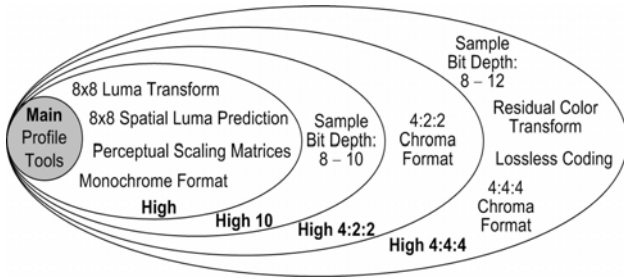 Main
Profile
Tools
8x8 Luma Transform
8x8 Spatial Luma Prediction
Perceptual Scaling Matrices
Monochrome Format
High
Sample
Bit Depth:
8 – 10
High 10
4:2:2
Chroma
Format
High 4:2:2
Sample
Bit Depth:
8 – 12
Residual Color
Transform
Lossless Coding
4:4:4
Chroma
Format
High 4:4:4